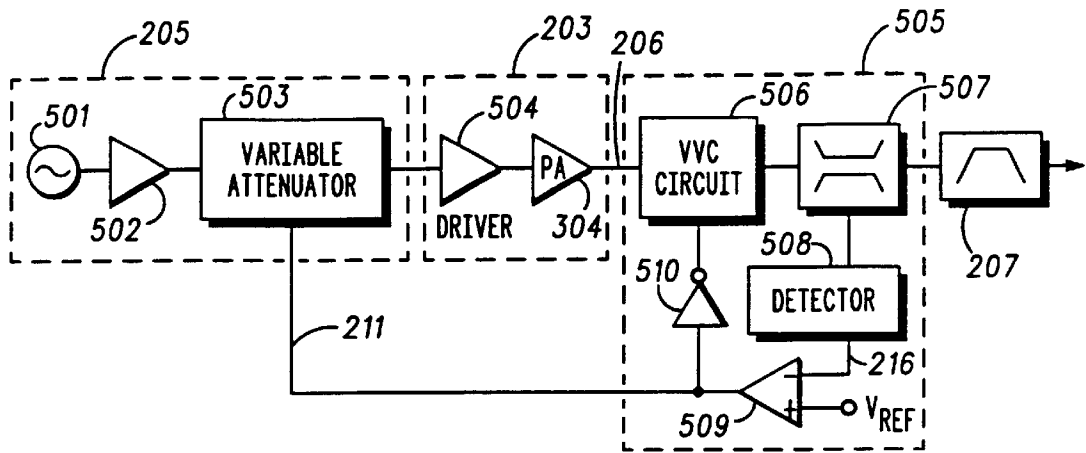 205
203
206
505
501
503
504
506
507
VARIABLE
ATTENUATOR
PA
VVC
CIRCUIT
502
DRIVER
304
508
207
510
DETECTOR
211
216
509
− +
V_REF